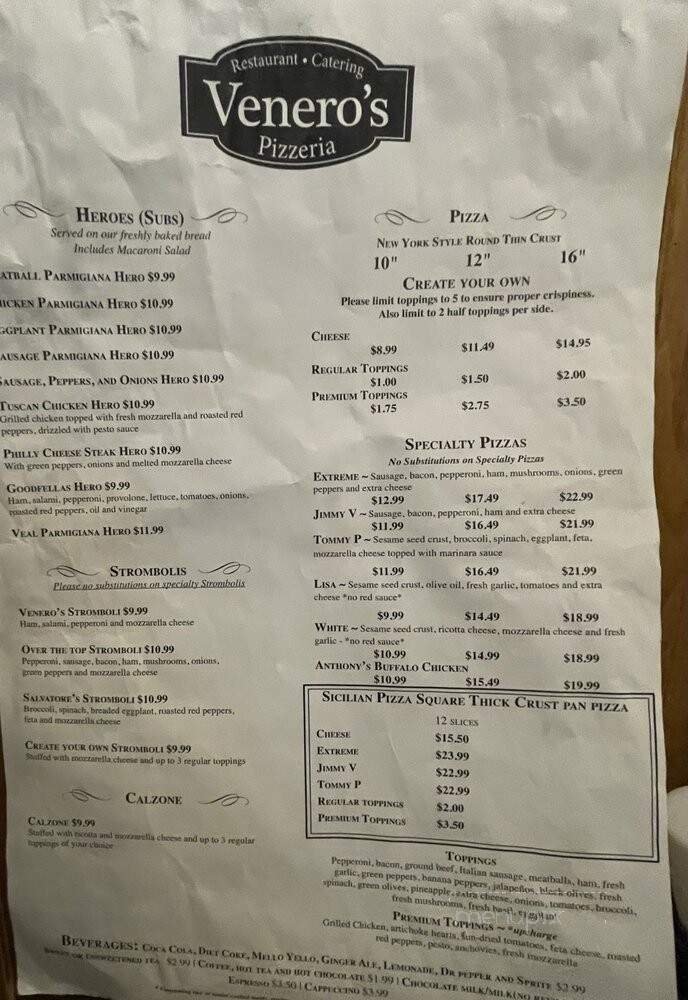 Restaurant • Catering
Venero's
Pizzeria
HEROES (SUBS)
Served on our freshly baked bread
Includes Macaroni Salad
ATBALL PARMIGIANA HERO $9.99
ICKEN PARMIGIANA HERO $10.99
GGPLANT PARMIGIANA HERO $10.99
AUSAGE PARMIGIANA HERO $10.99
SAUSAGE, PEPPERS, AND ONIONS HERO $10.99
TUSCAN CHICKEN HERO $10.99
Grilled chicken topped with fresh mozzarella and roasted red
peppers, drizzled with pesto sauce
PHILLY CHEESE STEAK HERO $10.99
With green peppers, onions and melted mozzarella cheese
GOODFELLAS HERO $9.99
Ham, salami, pepperoni, provolone, lettuce, tomatoes, onions,
roasted red peppers, oil and vinegar
VEAL PARMIGIANA HERO $11.99
STROMBOLIS
Please no substitutions on specialty Strombolis
VENERO'S STROMBOLI $9.99
Ham, salami, pepperoni and mozzarella cheese
OVER THE TOP STROMBOLI $10.99
Pepperoni, sausage, bacon, ham, mushrooms, onions,
green peppers and mozzarella cheese
SALVATORE'S STROMBOLI $10.99
Broccoli, spinach, breaded eggplant, roasted red peppers,
feta and mozzarella cheese
CREATE YOUR OWN STROMBOLI $9.99
Stuffed with mozzarella cheese and up to 3 regular toppings
CALZONE
CALZONE $9.99
Stuffed with ricotta and mozzarella cheese and up to 3 regular
toppings of your choice
PIZZA
NEW YORK STYLE ROUND THIN CRUST
10" 12" 16"
CREATE YOUR OWN
Please limit toppings to 5 to ensure proper crispiness.
Also limit to 2 half toppings per side.
CHEESE
$8.99 $11.49 $14.95
REGULAR TOPPINGS
$1.00 $1.50 $2.00
PREMIUM TOPPINGS
$1.75 $2.75 $3.50
SPECIALTY PIZZAS
No Substitutions on Specialty Pizzas
EXTREME ~ Sausage, bacon, pepperoni, ham, mushrooms, onions, green
peppers and extra cheese
$12.99 $17.49 $22.99
JIMMY V ~ Sausage, bacon, pepperoni, ham and extra cheese
$11.99 $16.49 $21.99
TOMMY P ~ Sesame seed crust, broccoli, spinach, eggplant, feta,
mozzarella cheese topped with marinara sauce
$11.99 $16.49 $21.99
LISA ~ Sesame seed crust, olive oil, fresh garlic, tomatoes and extra
cheese *no red sauce*
$9.99 $14.49 $18.99
WHITE ~ Sesame seed crust, ricotta cheese, mozzarella cheese and fresh
garlic - *no red sauce*
$10.99 $14.99 $18.99
ANTHONY'S BUFFALO CHICKEN
$10.99 $15.49 $19.99
SICILIAN PIZZA SQUARE THICK CRUST PAN PIZZA
12 SLICES
CHEESE $15.50
EXTREME $23.99
JIMMY V $22.99
TOMMY P $22.99
REGULAR TOPPINGS $2.00
PREMIUM TOPPINGS $3.50
TOPPINGS
Pepperoni, bacon, ground beef, Italian sausage, meatballs, ham, fresh
garlic, green peppers, banana peppers, jalapeños, black olives, fresh
spinach, green olives, pineapple, extra cheese, onions, tomatoes, broccoli,
fresh mushrooms, fresh basil,
PREMIUM TOPPINGS ~ *upcharge
Grilled Chicken, artichoke hearts, sun-dried tomatoes, feta cheese, roasted
red peppers, pesto, anchovies, fresh mozzarella
BEVERAGES: COCA COLA, DIET COKE, MELLO YELLO, GINGER ALE, LEMONADE, DR PEPPER AND SPRITE $2.99
SWEET OR UNSWEETENED TEA $2.99 | COFFEE, HOT TEA AND HOT CHOCOLATE $1.99 | CHOCOLATE MILK/MILK
ESPRESSO $3.50 | CAPPUCCINO $3.99